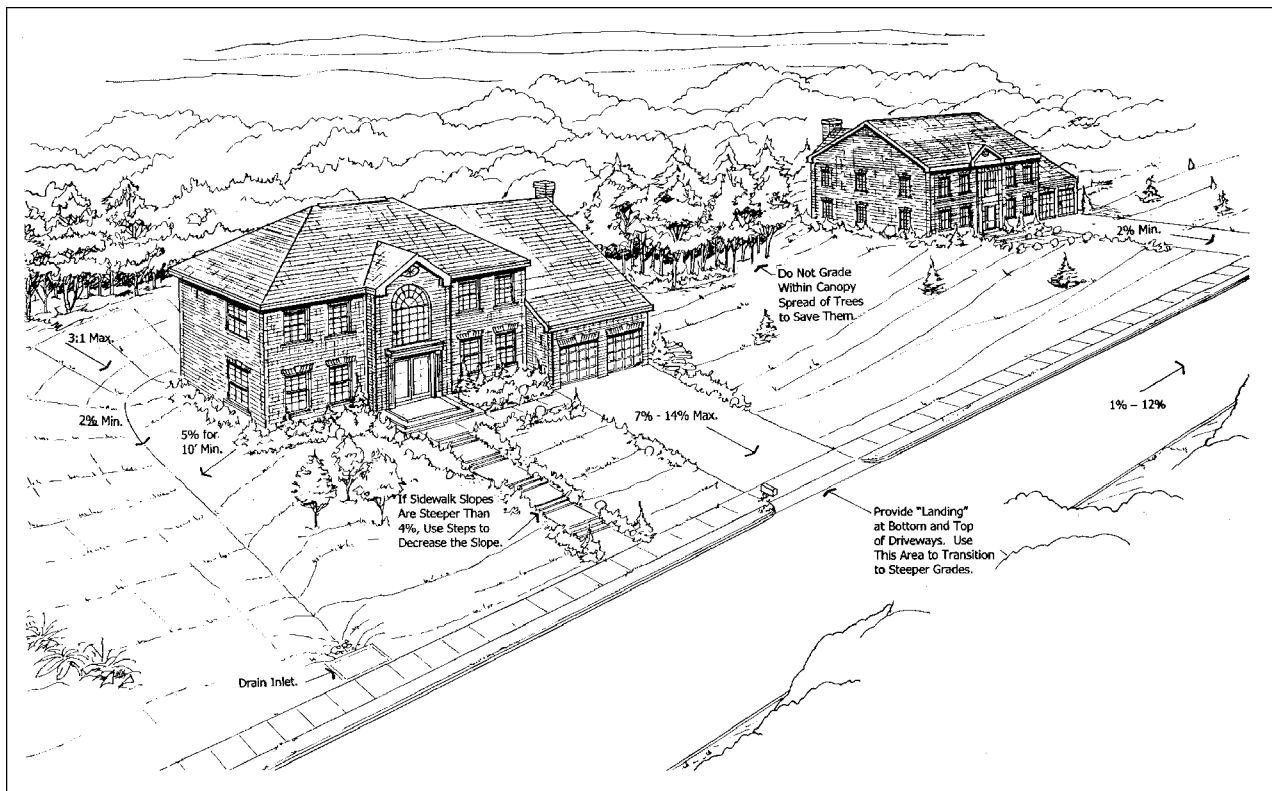 2% Min.
Do Not Grade
Within Canopy
Spread of Trees
to Save Them.
3:1 Max.
2% Min.
5% for
10' Min.
7% - 14% Max.
1% – 12%
If Sidewalk Slopes
Are Steeper Than
4%, Use Steps to
Decrease the Slope.
Provide "Landing"
at Bottom and Top
of Driveways. Use
This Area to Transition
to Steeper Grades.
Drain Inlet.